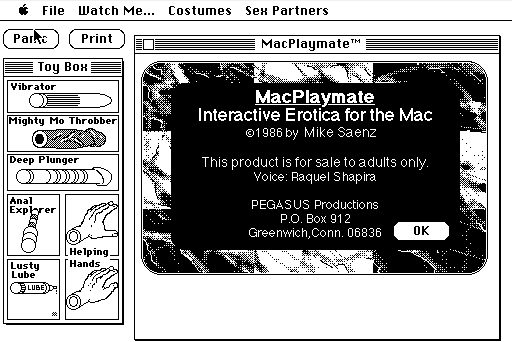 File Watch Me... Costumes Sex Partners
Panic Print
MacPlaymate™
Toy Box
Vibrator
Mighty Mo Throbber
Deep Plunger
Anal
Explorer
Helping
Hands
Lusty
Lube
LUBE
MacPlaymate
Interactive Erotica for the Mac
©1986 by Mike Saenz
This product is for sale to adults only.
Voice: Raquel Shapira
PEGASUS Productions
P.O. Box 912
Greenwich,Conn. 06836
OK